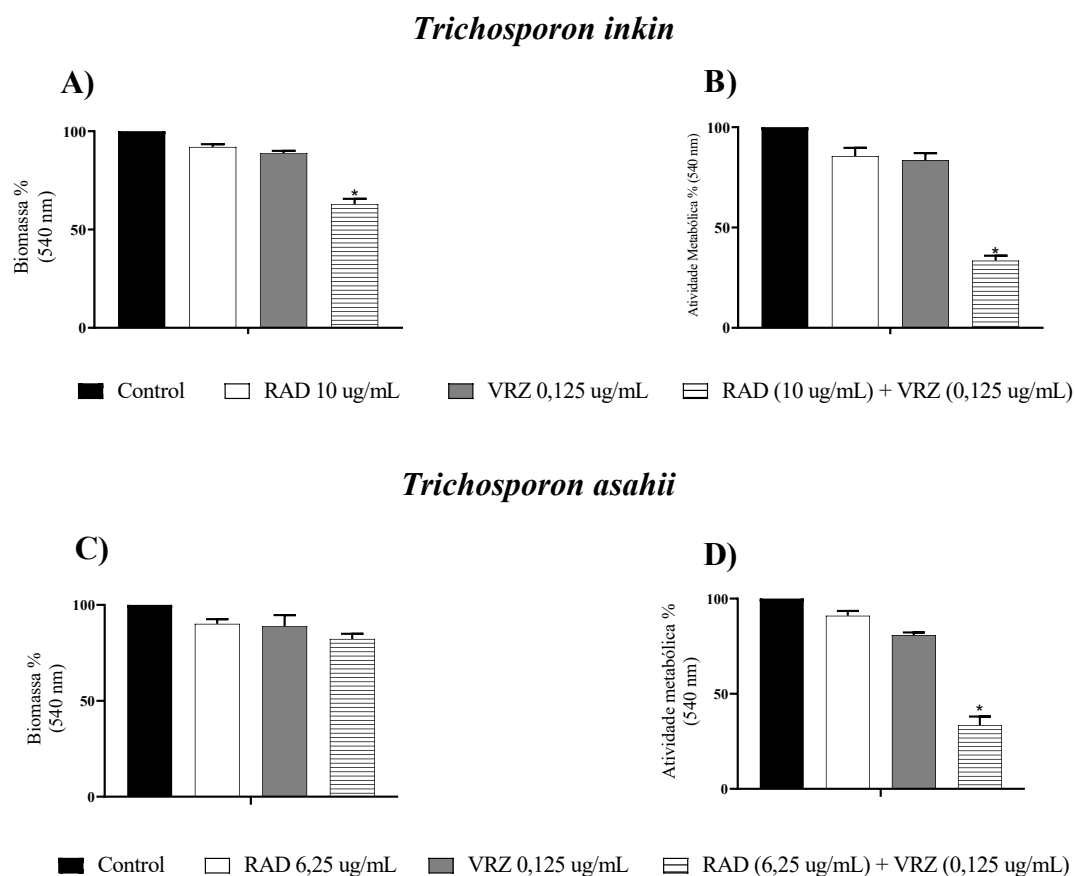 Trichosporon inkin
A)
B)
100
50
0
Biomassa %
(540 nm)
*
100
50
0
Atividade Metabólica % (540 nm)
*
Control
RAD 10 ug/mL
VRZ 0,125 ug/mL
RAD (10 ug/mL) + VRZ (0,125 ug/mL)
Trichosporon asahii
C)
D)
100
50
0
Biomassa %
(540 nm)
100
50
0
Atividade metabólica %
(540 nm)
*
Control
RAD 6,25 ug/mL
VRZ 0,125 ug/mL
RAD (6,25 ug/mL) + VRZ (0,125 ug/mL)